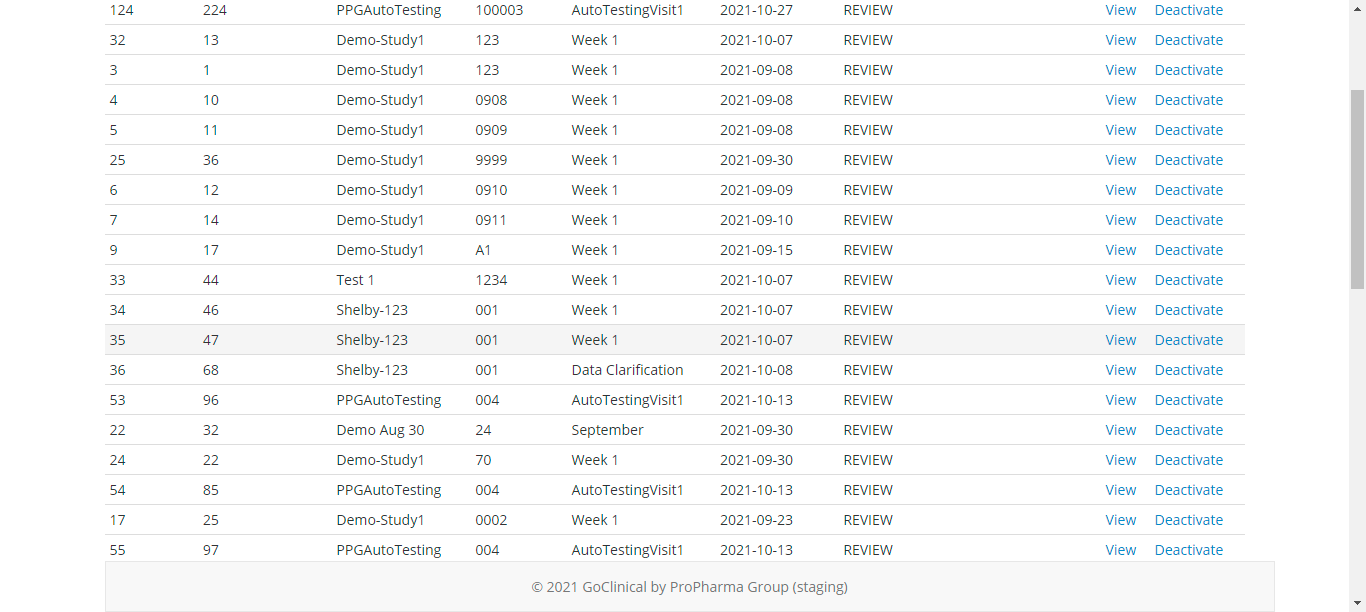 124 224 PPGAutoTesting 100003 AutoTestingVisit1 2021-10-27 REVIEW View Deactivate
32 13 Demo-Study1 123 Week 1 2021-10-07 REVIEW View Deactivate
3 1 Demo-Study1 123 Week 1 2021-09-08 REVIEW View Deactivate
4 10 Demo-Study1 0908 Week 1 2021-09-08 REVIEW View Deactivate
5 11 Demo-Study1 0909 Week 1 2021-09-08 REVIEW View Deactivate
25 36 Demo-Study1 9999 Week 1 2021-09-30 REVIEW View Deactivate
6 12 Demo-Study1 0910 Week 1 2021-09-09 REVIEW View Deactivate
7 14 Demo-Study1 0911 Week 1 2021-09-10 REVIEW View Deactivate
9 17 Demo-Study1 A1 Week 1 2021-09-15 REVIEW View Deactivate
33 44 Test 1 1234 Week 1 2021-10-07 REVIEW View Deactivate
34 46 Shelby-123 001 Week 1 2021-10-07 REVIEW View Deactivate
35 47 Shelby-123 001 Week 1 2021-10-07 REVIEW View Deactivate
36 68 Shelby-123 001 Data Clarification 2021-10-08 REVIEW View Deactivate
53 96 PPGAutoTesting 004 AutoTestingVisit1 2021-10-13 REVIEW View Deactivate
22 32 Demo Aug 30 24 September 2021-09-30 REVIEW View Deactivate
24 22 Demo-Study1 70 Week 1 2021-09-30 REVIEW View Deactivate
54 85 PPGAutoTesting 004 AutoTestingVisit1 2021-10-13 REVIEW View Deactivate
17 25 Demo-Study1 0002 Week 1 2021-09-23 REVIEW View Deactivate
55 97 PPGAutoTesting 004 AutoTestingVisit1 2021-10-13 REVIEW View Deactivate
© 2021 GoClinical by ProPharma Group (staging)